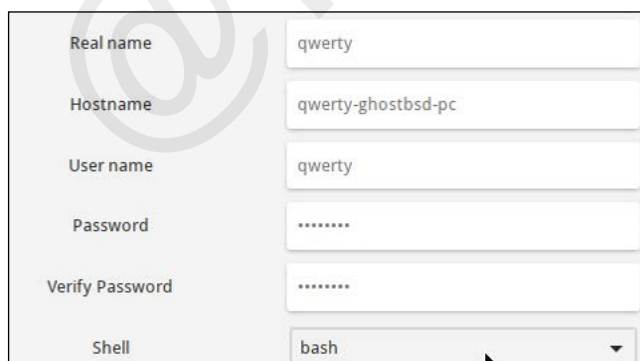 Real name qwerty
Hostname qwerty-ghostbsd-pc
User name qwerty
Password ••••••••
Verify Password ••••••••
Shell bash